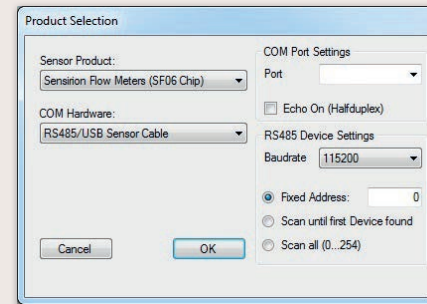 Product Selection
Sensor Product:
Sensirion Flow Meters (SF06 Chip)
COM Hardware:
RS485/USB Sensor Cable
Cancel
OK
COM Port Settings
Port
Echo On (Halfduplex)
RS485 Device Settings
Baudrate 115200
Fixed Address: 0
Scan until first Device found
Scan all (0...254)